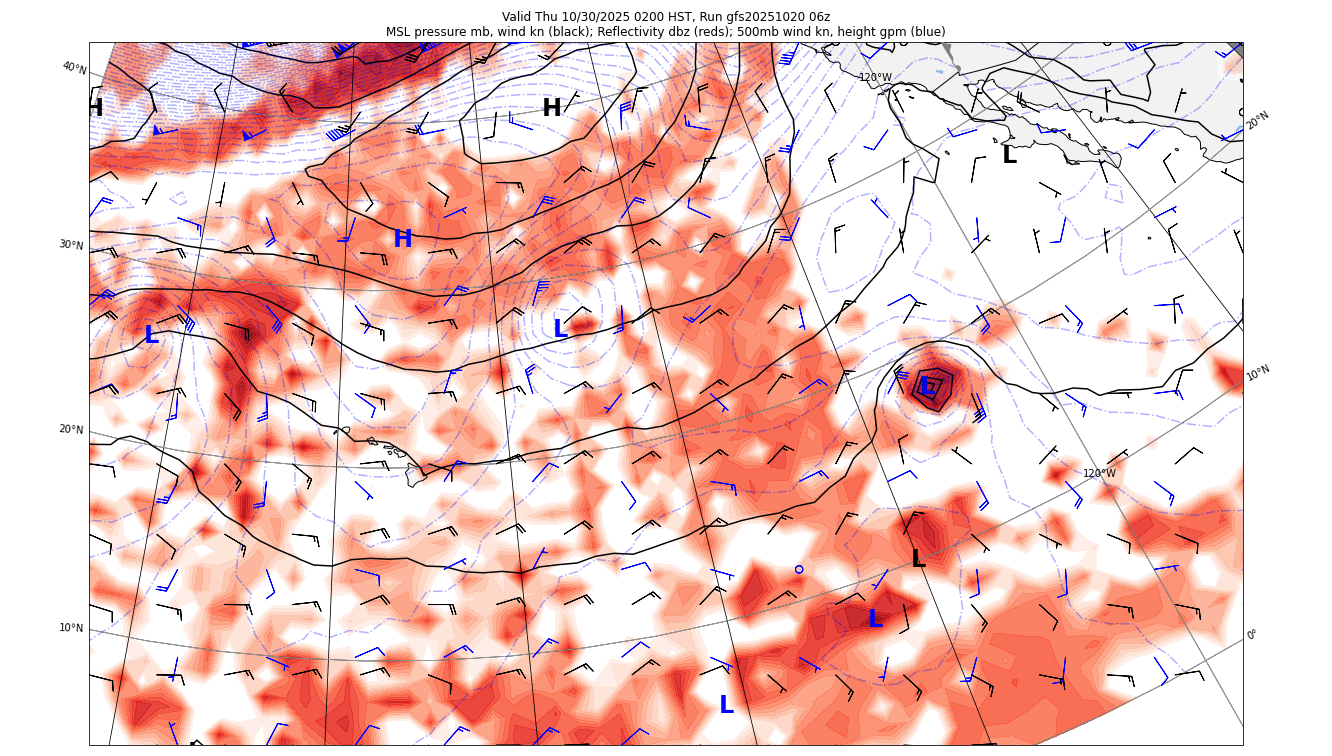 Valid Thu 10/30/2025 0200 HST, Run gfs20251020 06z
MSL pressure mb, wind kn (black); Reflectivity dbz (reds); 500mb wind kn, height gpm (blue)
40°N
120°W
H
H
20°N
L
30°N
H
L
L
10°N
L
20°N
120°W
L
10°N
L
0°
L